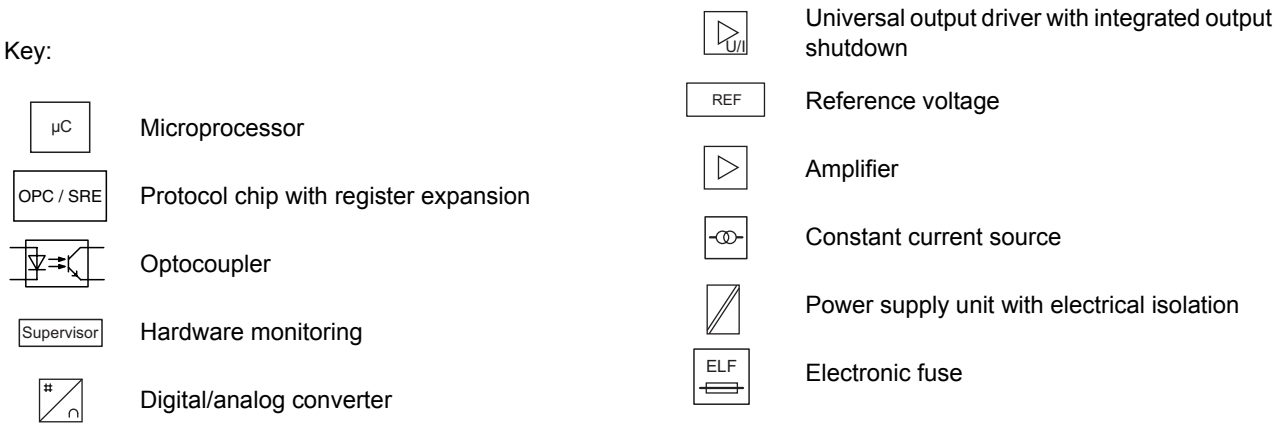 Key:
µC
Microprocessor
OPC / SRE
Protocol chip with register expansion
Optocoupler
Supervisor
Hardware monitoring
#
∩
Digital/analog converter
U/I
Universal output driver with integrated output
shutdown
REF
Reference voltage
Amplifier
Constant current source
Power supply unit with electrical isolation
ELF
Electronic fuse